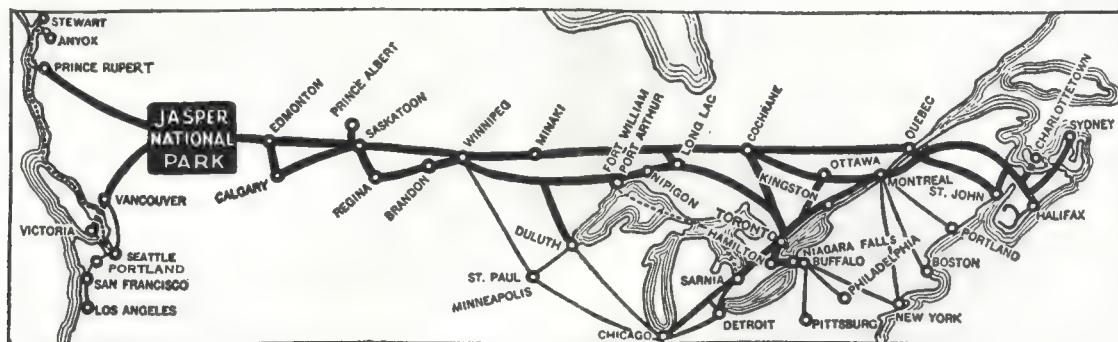 STEWART
ANYOX
PRINCE RUPERT
JASPER
NATIONAL
PARK
EDMONTON
CALGARY
PRINCE ALBERT
SASKATOON
REGINA
BRANDON
WINNIPEG
MINAKI
FORT WILLIAM
PORT ARTHUR
NIPIGON
LONG LAC
COCHRANE
OTTAWA
KINGSTON
QUEBEC
MONTREAL
ST. JOHN
CHARLOTTETOWN
SYDNEY
HALIFAX
VANCOUVER
VICTORIA
SEATTLE
PORTLAND
SAN FRANCISCO
LOS ANGELES
DULUTH
ST. PAUL
MINNEAPOLIS
CHICAGO
SARNIA
DETROIT
TORONTO
HAMILTON
NIAGARA FALLS
BUFFALO
PITTSBURG
PHILADELPHIA
NEW YORK
BOSTON
PORTLAND